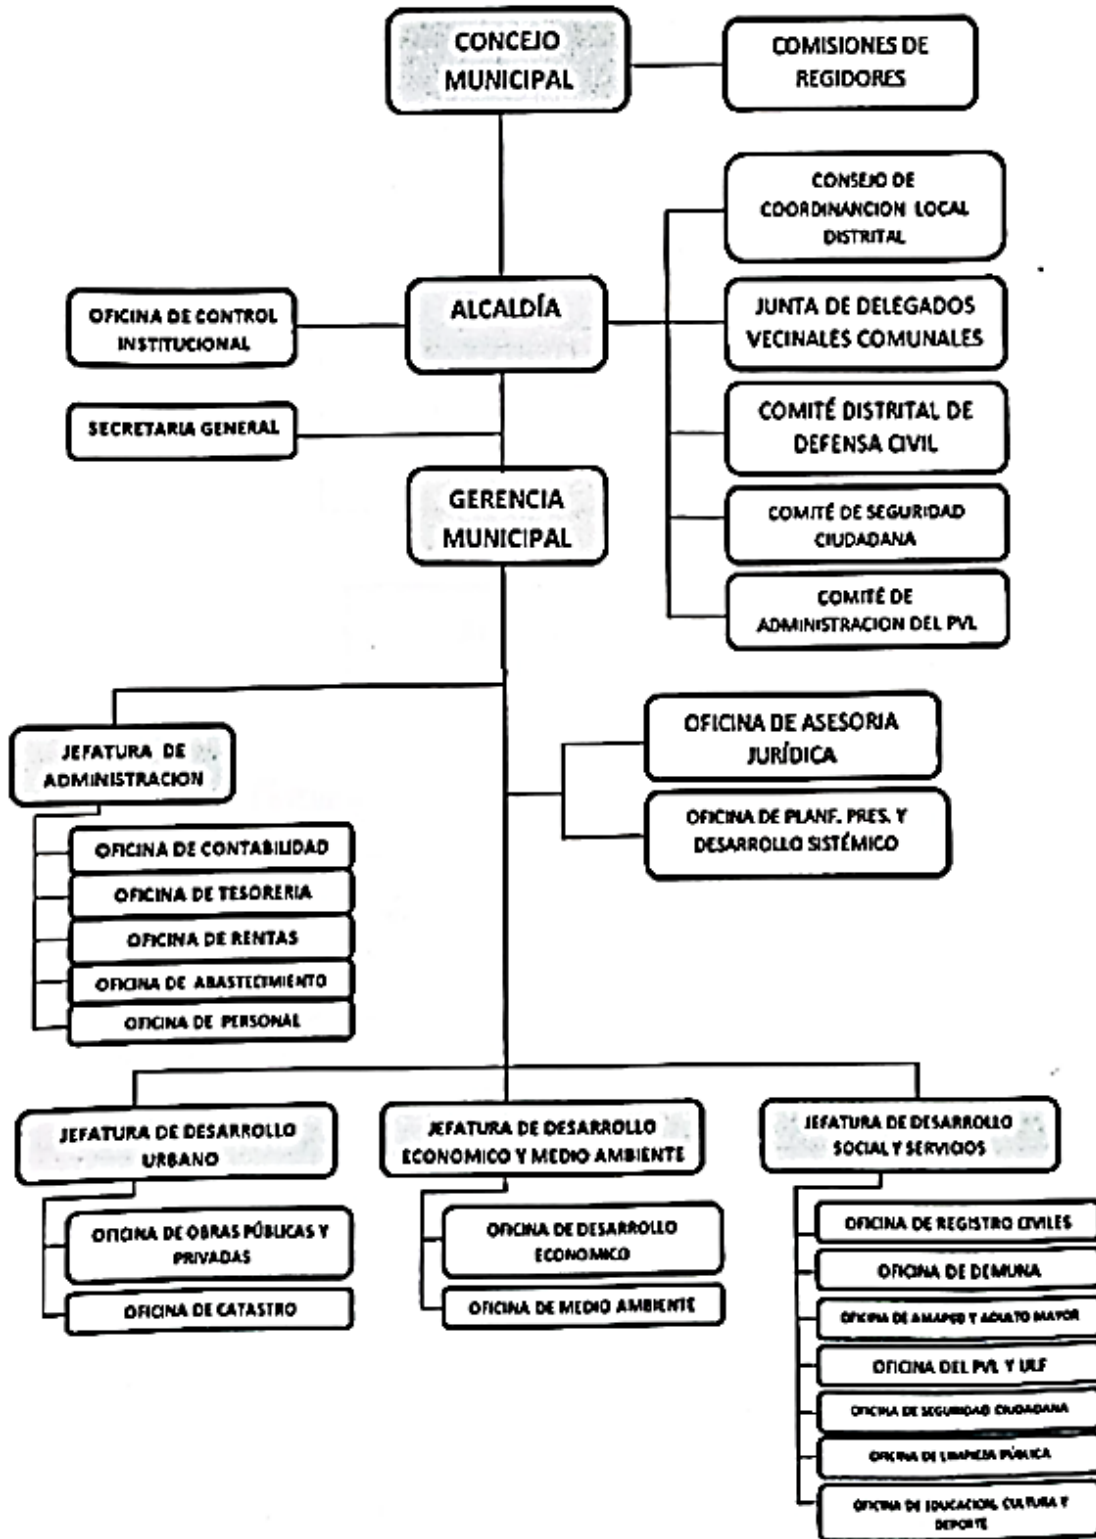 CONCEJO
MUNICIPAL
COMISIONES DE
REGIDORES
CONSEJO DE
COORDINANCION LOCAL
DISTRITAL
OFICINA DE CONTROL
INSTITUCIONAL
ALCALDÍA
JUNTA DE DELEGADOS
VECINALES COMUNALES
SECRETARIA GENERAL
COMITÉ DISTRITAL DE
DEFENSA CIVIL
GERENCIA
MUNICIPAL
COMITÉ DE SEGURIDAD
CIUDADANA
COMITÉ DE
ADMINISTRACION DEL PVL
JEFATURA DE
ADMINISTRACION
OFICINA DE ASESORIA
JURÍDICA
OFICINA DE PLANF. PRES. Y
DESARROLLO SISTÉMICO
OFICINA DE CONTABILIDAD
OFICINA DE TESORERIA
OFICINA DE RENTAS
OFICINA DE ABASTECIMIENTO
OFICINA DE PERSONAL
JEFATURA DE DESARROLLO
URBANO
OFICINA DE OBRAS PÚBLICAS Y
PRIVADAS
OFICINA DE CATASTRO
JEFATURA DE DESARROLLO
ECONOMICO Y MEDIO AMBIENTE
OFICINA DE DESARROLLO
ECONOMICO
OFICINA DE MEDIO AMBIENTE
JEFATURA DE DESARROLLO
SOCIAL Y SERVICIOS
OFICINA DE REGISTRO CIVILES
OFICINA DE DEMUNA
OFICINA DE Y ADULTO MAYOR
OFICINA DEL PVL Y ULF
OFICINA DE SEGURIDAD CIUDADANA
OFICINA DE LIMPIEZA PÚBLICA
OFICINA DE EDUCACION, CULTURA Y
DEPORTE